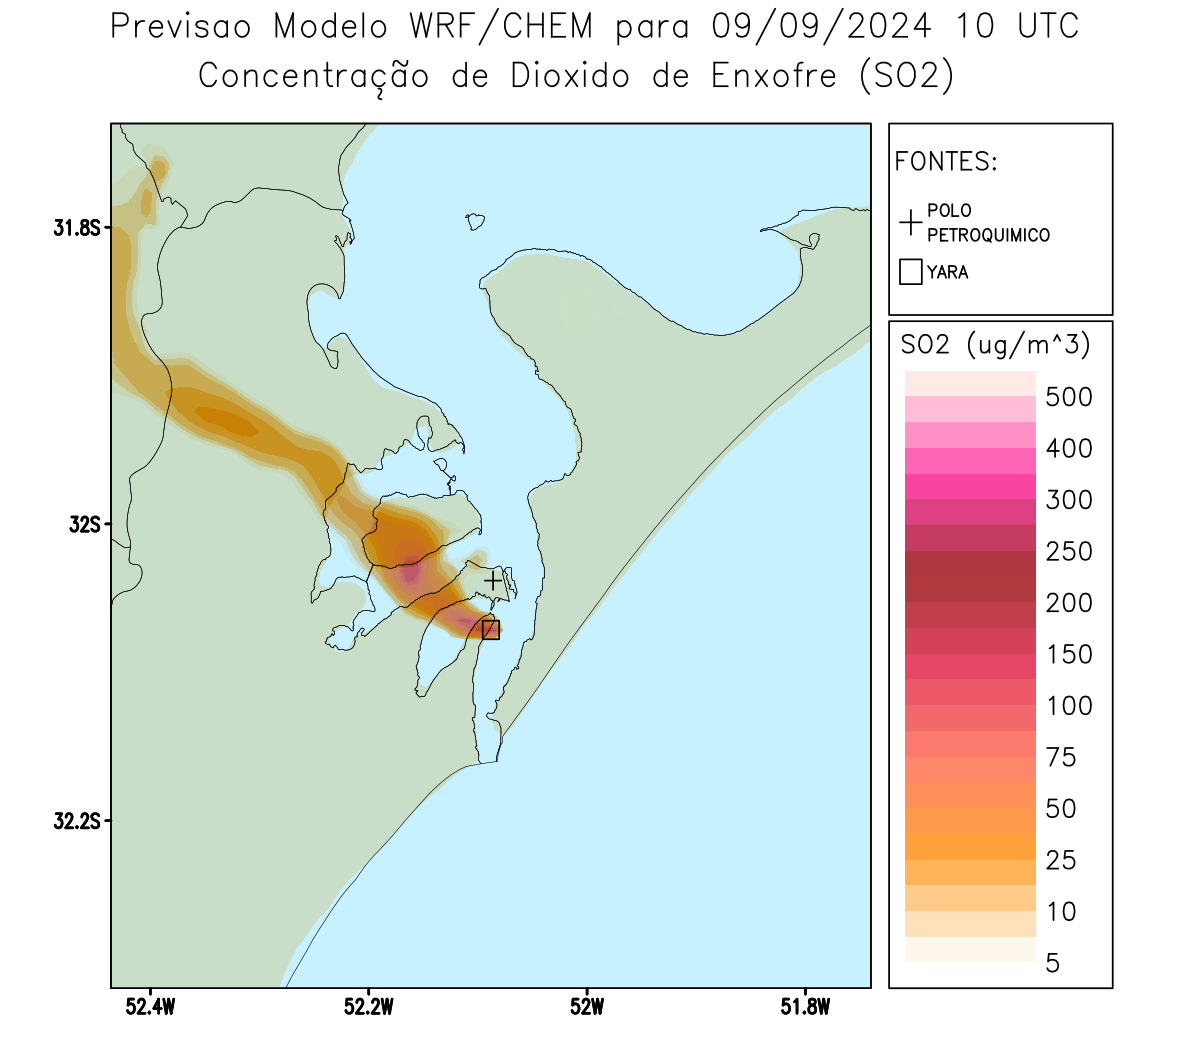 Previsao Modelo WRF/CHEM para 09/09/2024 10 UTC
Concentração de Dioxido de Enxofre (SO2)
FONTES:
POLO
PETROQUIMICO
YARA
SO2 (ug/m^3)
500
400
300
250
200
150
100
75
50
25
10
5
31.8S
32S
32.2S
52.4W
52.2W
52W
51.8W